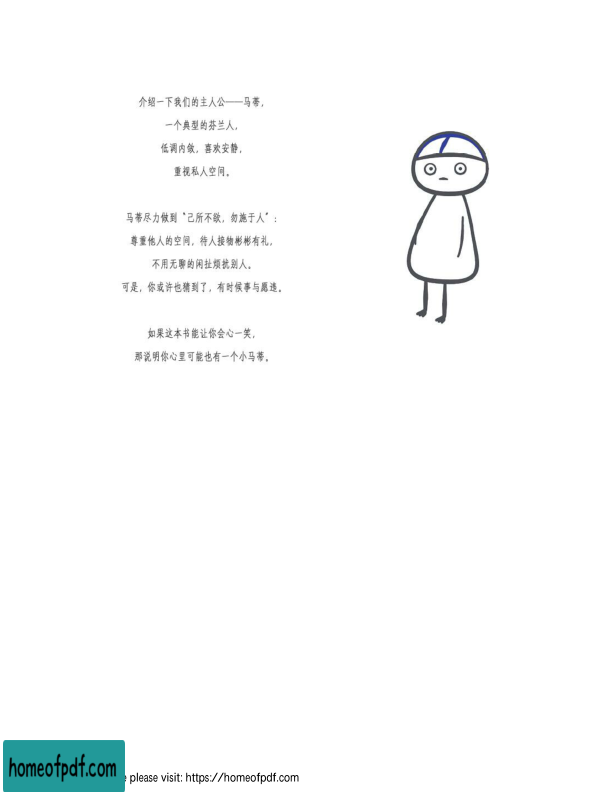 介绍一下我们的主人公——马蒂，
一个典型的芬兰人，
低调内敛，喜欢安静，
重视私人空间。
马蒂尽力做到“己所不欲，勿施于人”：
尊重他人的空间，待人接物彬彬有礼，
不用无聊的闲扯烦扰别人。
可是，你或许也猜到了，有时候事与愿违。
如果这本书能让你会心一笑，
那说明你心里可能也有一个小马蒂。
homeofpdf.com
e please visit: https://homeofpdf.com